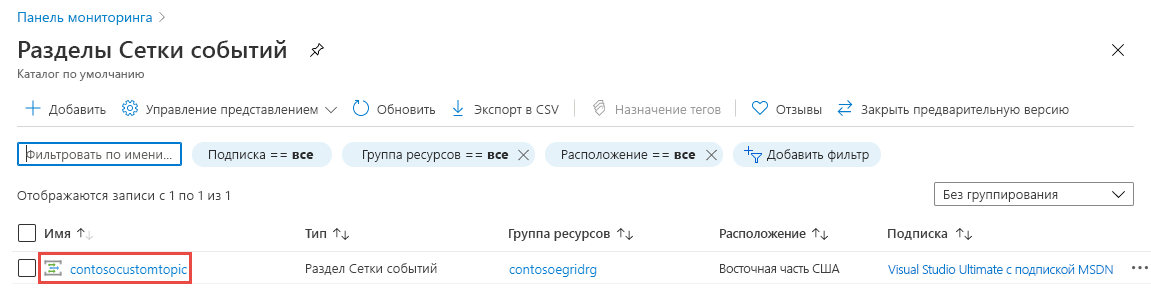 Панель мониторинга
Разделы Сетки событий
Каталог по умолчанию
Добавить Управление представлением Обновить Экспорт в CSV Назначение тегов Отзывы Закрыть предварительную версию
Фильтровать по имени... Подписка == все Группа ресурсов == все Расположение == все Добавить фильтр
Отображаются записи с 1 по 1 из 1 Без группирования
Имя Тип Группа ресурсов Расположение Подписка
contosocustomtopic Раздел Сетки событий contosoegridrg Восточная часть США Visual Studio Ultimate с подпиской MSDN